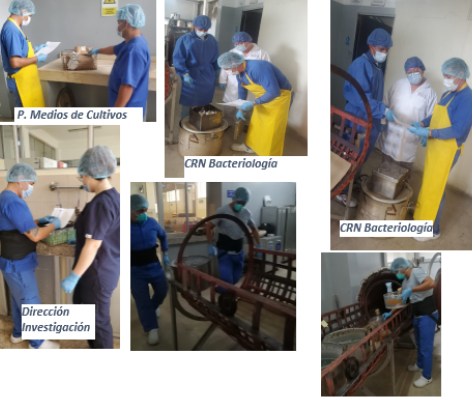 P. Medios de Cultivos
CRN Bacteriología
CRN Bacteriología
Dirección
Investigación